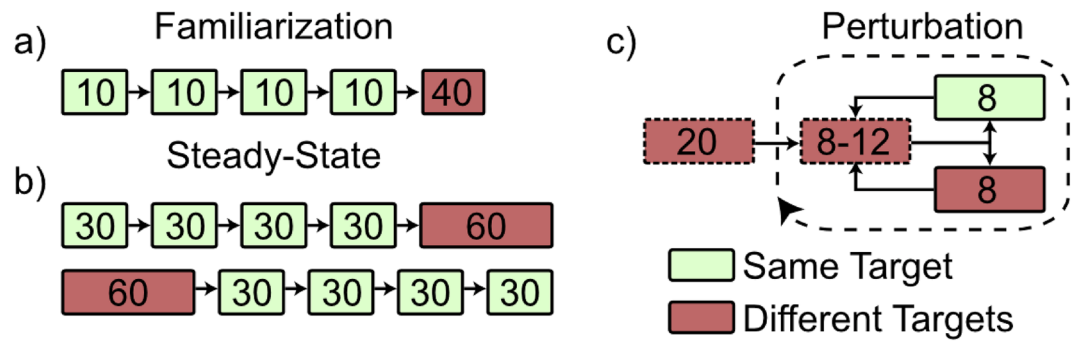 a)
Familiarization
10 10 10 10 40
Steady-State
b)
30 30 30 30 60
60 30 30 30 30
c)
Perturbation
20 8-12 8
8
Same Target
Different Targets